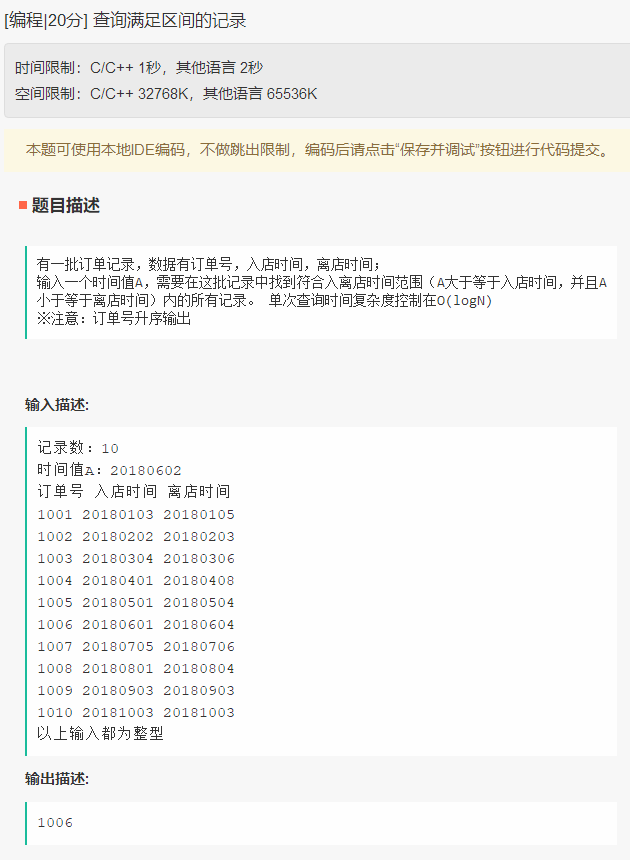 [编程|20分] 查询满足区间的记录
时间限制：C/C++ 1秒，其他语言 2秒
空间限制：C/C++ 32768K，其他语言 65536K
本题可使用本地IDE编码，不做跳出限制，编码后请点击“保存并调试”按钮进行代码提交。
题目描述
有一批订单记录，数据有订单号，入店时间，离店时间；
输入一个时间值A，需要在这批记录中找到符合入离店时间范围（A大于等于入店时间，并且A
小于等于离店时间）内的所有记录。 单次查询时间复杂度控制在O(logN)
※注意：订单号升序输出
输入描述:
记录数：10
时间值A：20180602
订单号 入店时间 离店时间
1001 20180103 20180105
1002 20180202 20180203
1003 20180304 20180306
1004 20180401 20180408
1005 20180501 20180504
1006 20180601 20180604
1007 20180705 20180706
1008 20180801 20180804
1009 20180903 20180903
1010 20181003 20181003
以上输入都为整型
输出描述:
1006